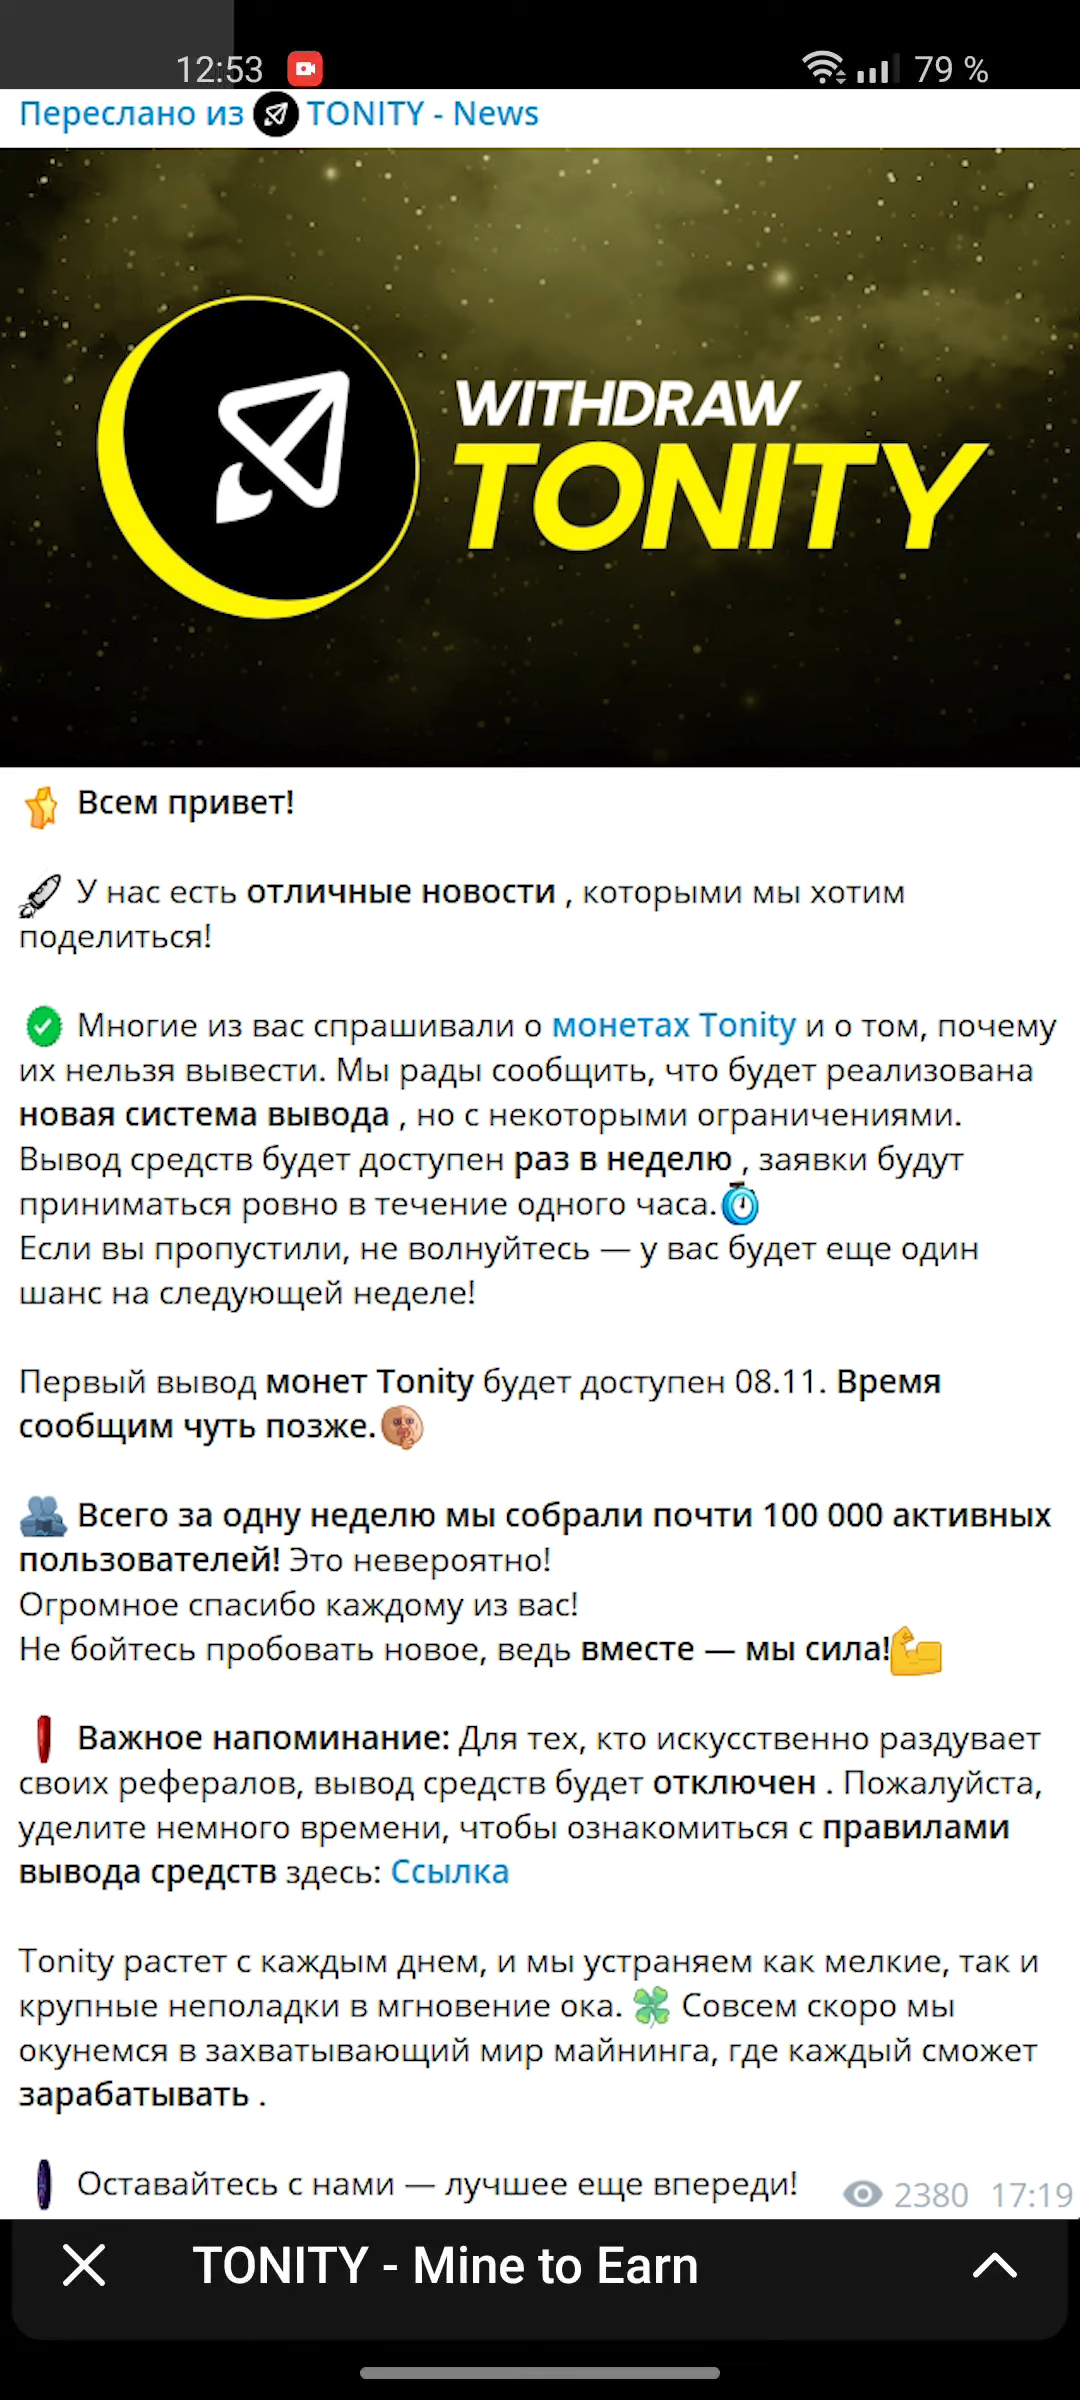 12:53
79 %
Переслано из TONITY - News
WITHDRAW
TONITY
Всем привет!
У нас есть отличные новости , которыми мы хотим
поделиться!
Многие из вас спрашивали о монетах Tonity и о том, почему
их нельзя вывести. Мы рады сообщить, что будет реализована
новая система вывода , но с некоторыми ограничениями.
Вывод средств будет доступен раз в неделю , заявки будут
приниматься ровно в течение одного часа.
Если вы пропустили, не волнуйтесь — у вас будет еще один
шанс на следующей неделе!
Первый вывод монет Tonity будет доступен 08.11. Время
сообщим чуть позже.
Всего за одну неделю мы собрали почти 100 000 активных
пользователей! Это невероятно!
Огромное спасибо каждому из вас!
Не бойтесь пробовать новое, ведь вместе — мы сила!
Важное напоминание: Для тех, кто искусственно раздувает
своих рефералов, вывод средств будет отключен . Пожалуйста,
уделите немного времени, чтобы ознакомиться с правилами
вывода средств здесь: Ссылка
Tonity растет с каждым днем, и мы устраняем как мелкие, так и
крупные неполадки в мгновение ока. Совсем скоро мы
окунемся в захватывающий мир майнинга, где каждый сможет
зарабатывать .
Оставайтесь с нами — лучшее еще впереди!
2380 17:19
TONITY - Mine to Earn